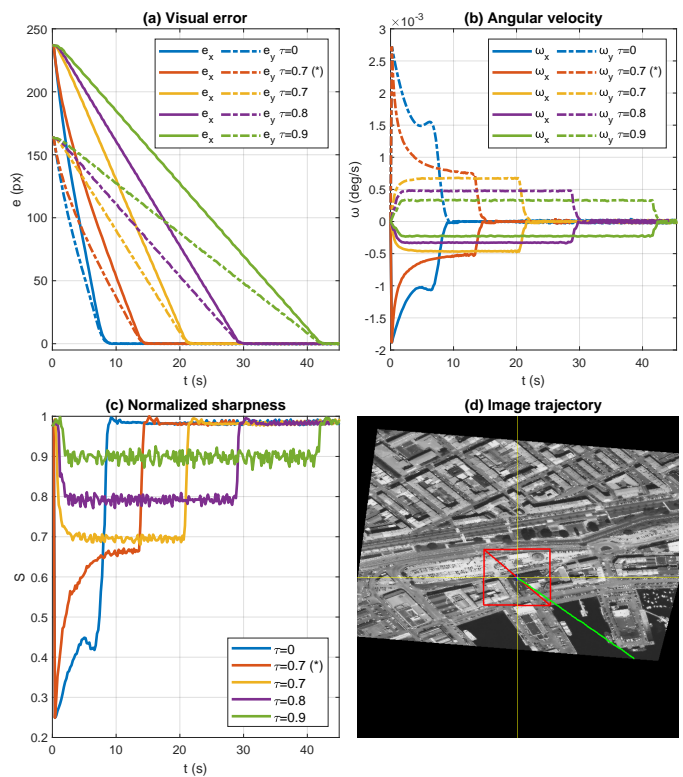 (a) Visual error
250
200
150
100
50
0
e (px)
0 10 20 30 40
t (s)
e_x e_y τ=0
e_x e_y τ=0.7 (*)
e_x e_y τ=0.7
e_x e_y τ=0.8
e_x e_y τ=0.9
(b) Angular velocity
×10⁻³
3
2.5
2
1.5
1
0.5
0
-0.5
-1
-1.5
-2
ω (deg/s)
0 10 20 30 40
t (s)
ω_x ω_y τ=0
ω_x ω_y τ=0.7 (*)
ω_x ω_y τ=0.7
ω_x ω_y τ=0.8
ω_x ω_y τ=0.9
(c) Normalized sharpness
1
0.9
0.8
0.7
0.6
0.5
0.4
0.3
0.2
S
0 10 20 30 40
t (s)
τ=0
τ=0.7 (*)
τ=0.7
τ=0.8
τ=0.9
(d) Image trajectory